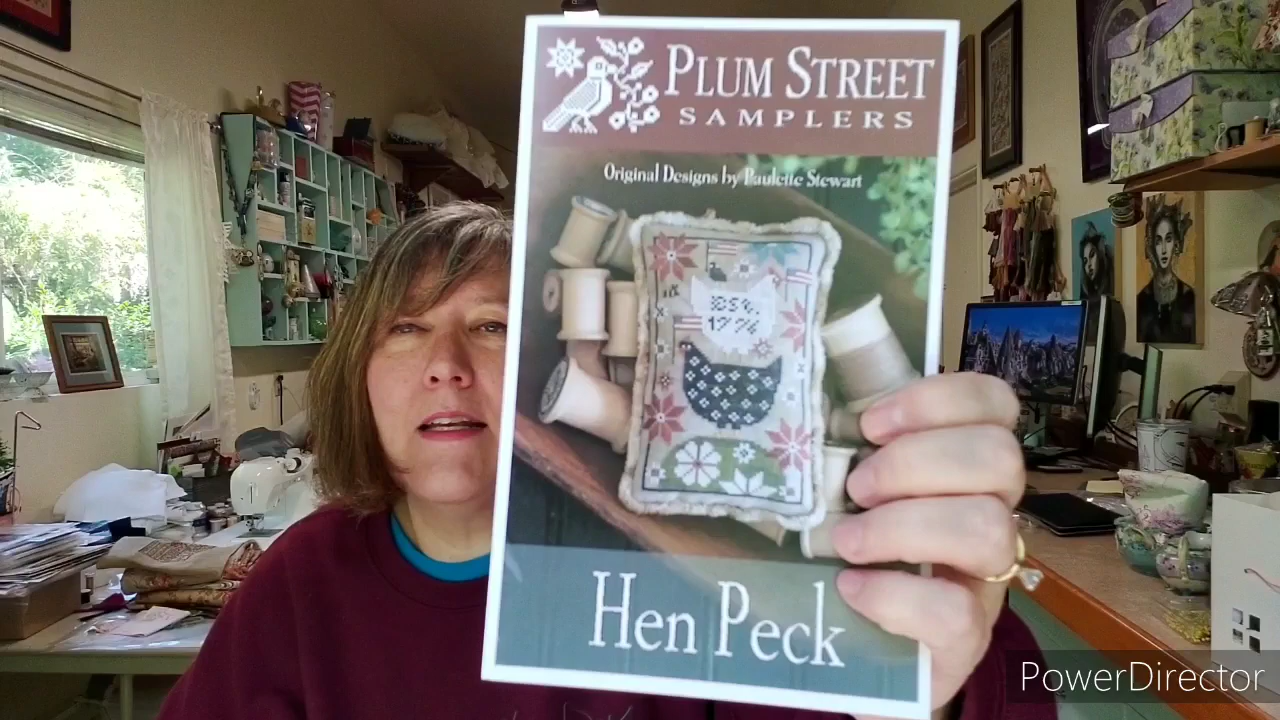 PLUM STREET
SAMPLERS
Original Designs by Paulette Stewart
EST.
1776
Hen Peck
PowerDirector